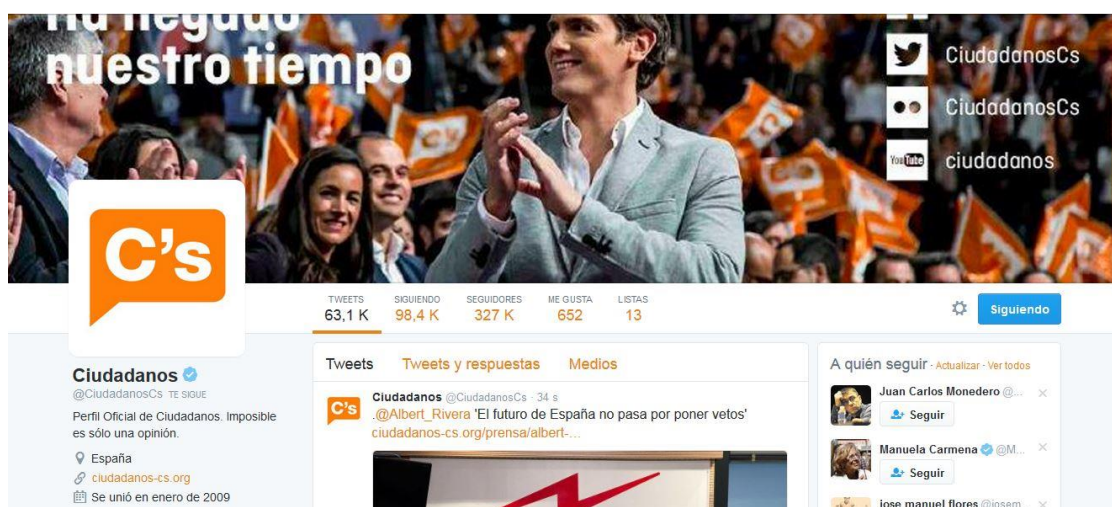 Ha llegado
nuestro tiempo
CiudadanosCs
CiudadanosCs
YouTube ciudadanos
C's
TWEETS SIGUIENDO SEGUIDORES ME GUSTA LISTAS
63,1 K 98,4 K 327 K 652 13
Siguiendo
Ciudadanos
@CiudadanosCs TE SIGUE
Perfil Oficial de Ciudadanos. Imposible
es sólo una opinión.
España
ciudadanos-cs.org
Se unió en enero de 2009
Tweets Tweets y respuestas Medios
C's
Ciudadanos @CiudadanosCs · 34 s
.@Albert_Rivera 'El futuro de España no pasa por poner vetos'
ciudadanos-cs.org/prensa/albert-...
A quién seguir · Actualizar · Ver todos
Juan Carlos Monedero @...
Seguir
Manuela Carmena @M...
Seguir
jose manuel flores @josem...